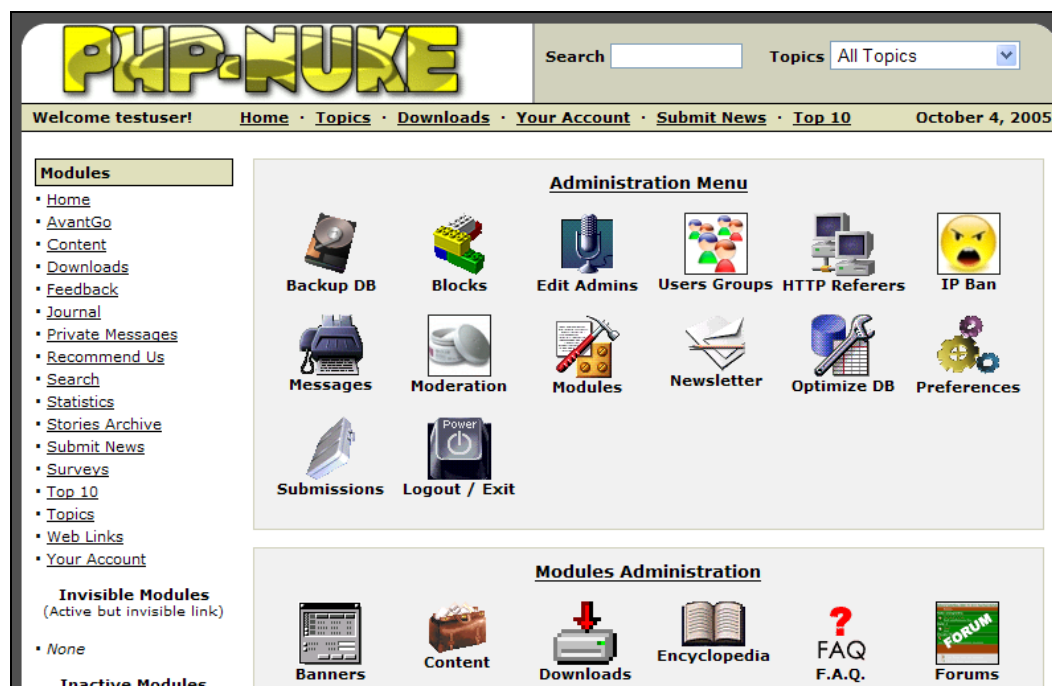 PHP-NUKE
Search
Topics All Topics
Welcome testuser! Home · Topics · Downloads · Your Account · Submit News · Top 10 October 4, 2005
Modules
· Home
· AvantGo
· Content
· Downloads
· Feedback
· Journal
· Private Messages
· Recommend Us
· Search
· Statistics
· Stories Archive
· Submit News
· Surveys
· Top 10
· Topics
· Web Links
· Your Account
Invisible Modules
(Active but invisible link)
· None
Inactive Modules
Administration Menu
Backup DB Blocks Edit Admins Users Groups HTTP Referers IP Ban
Messages Moderation Modules Newsletter Optimize DB Preferences
Power
Submissions Logout / Exit
Modules Administration
FAQ
FORUM
Banners Content Downloads Encyclopedia F.A.Q. Forums